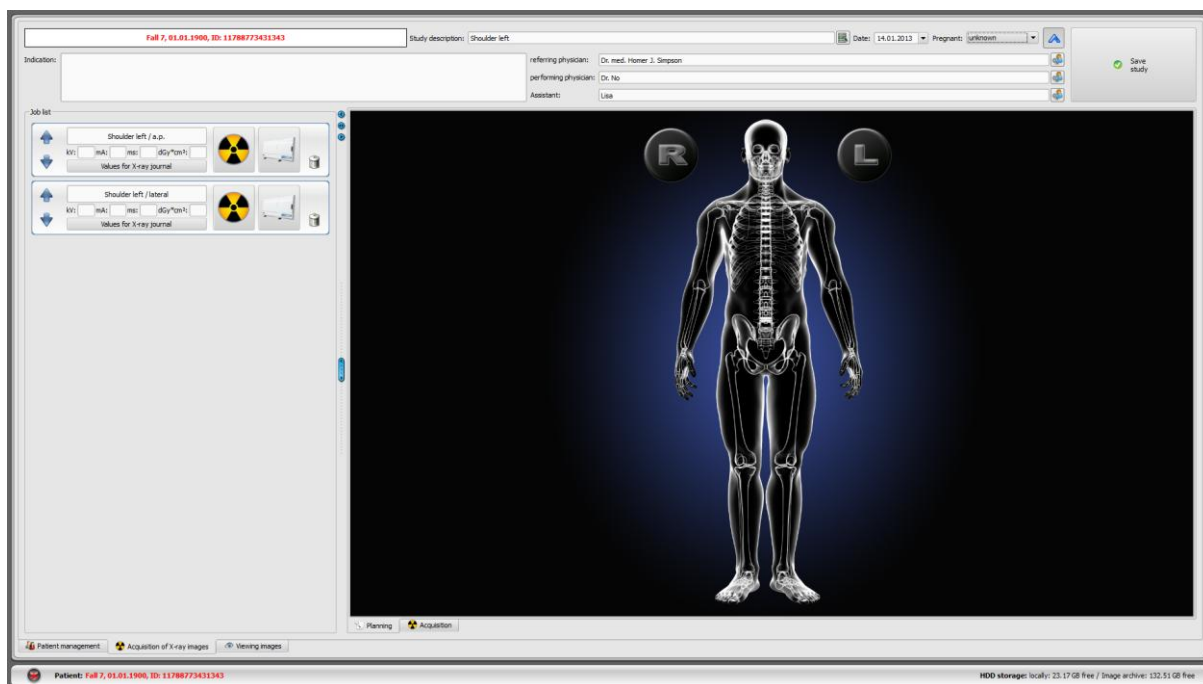 Fall 7, 01.01.1900, ID: 11788773431343
Study description: Shoulder left Date: 14.01.2013 Pregnant: unknown
Indication:
referring physician: Dr. med. Homer J. Simpson
performing physician: Dr. No
Assistant: Lisa
Save study
Job list
Shoulder left / a.p.
kV: mA: ms: dGy*cm²:
Values for X-ray journal
Shoulder left / lateral
kV: mA: ms: dGy*cm²:
Values for X-ray journal
R L
Planning Acquisition
Patient management Acquisition of X-ray images Viewing images
Patient: Fall 7, 01.01.1900, ID: 11788773431343 HDD storage: locally: 23.17 GB free / Image archive: 132.51 GB free